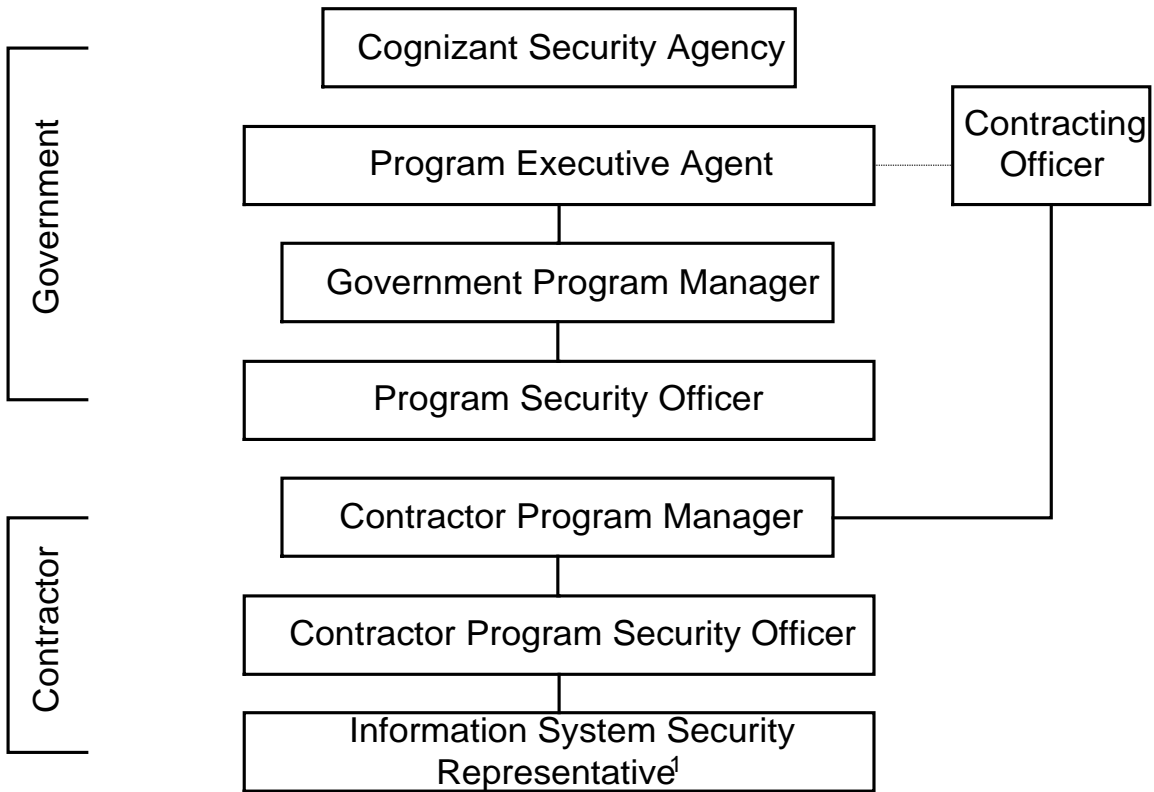 Cognizant Security Agency
Contracting
Officer
Program Executive Agent
Government
Government Program Manager
Program Security Officer
Contractor Program Manager
Contractor
Contractor Program Security Officer
Information System Security
Representative¹